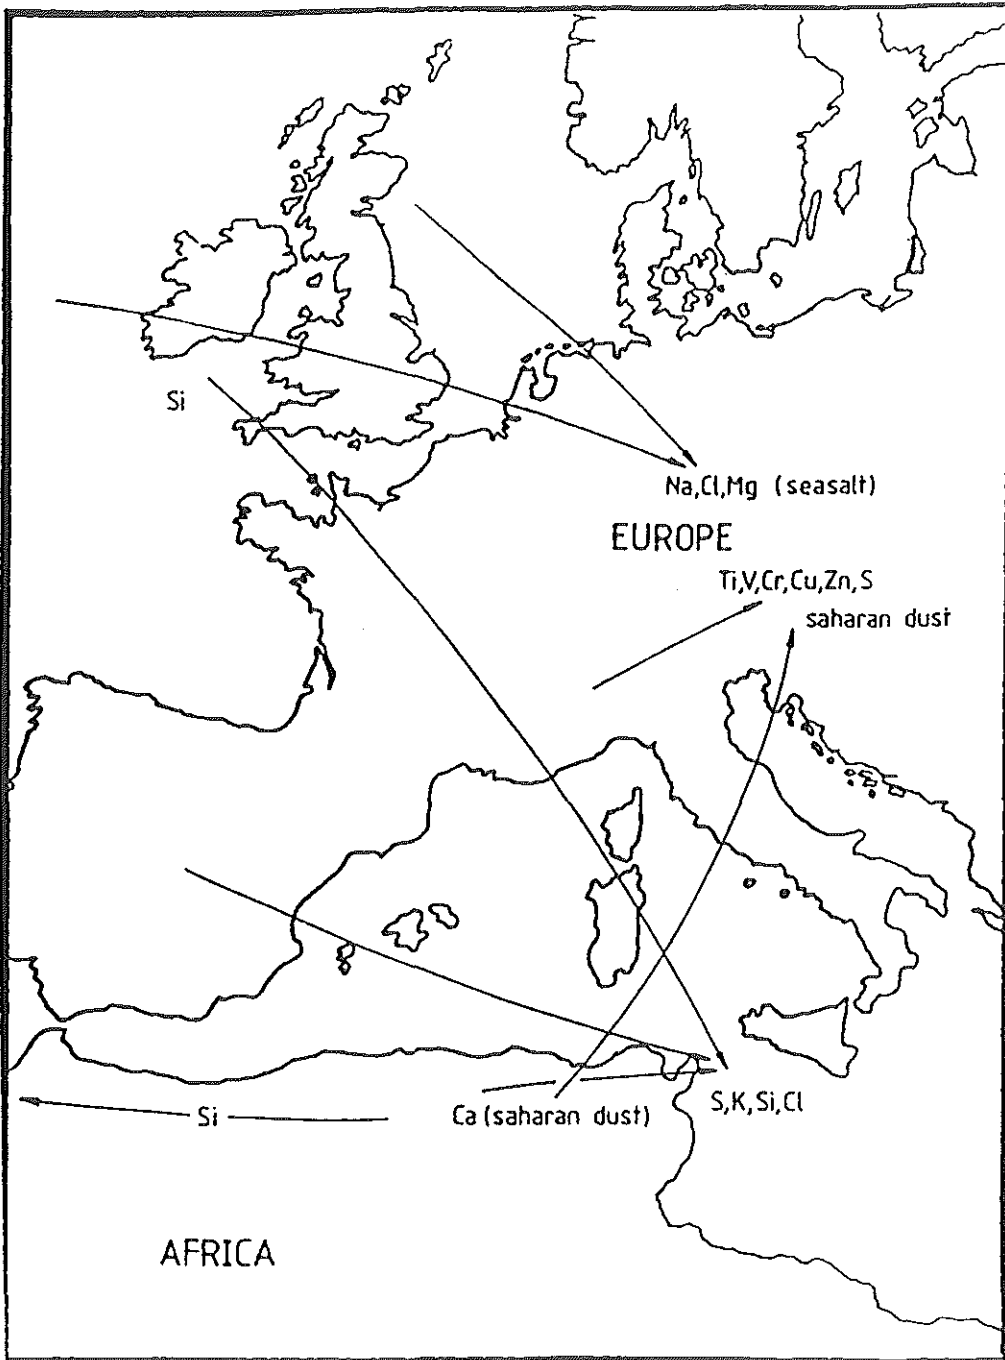 Si
Na,Cl,Mg (seasalt)
EUROPE
Ti,V,Cr,Cu,Zn,S
saharan dust
Si
Ca (saharan dust)
S,K,Si,Cl
AFRICA